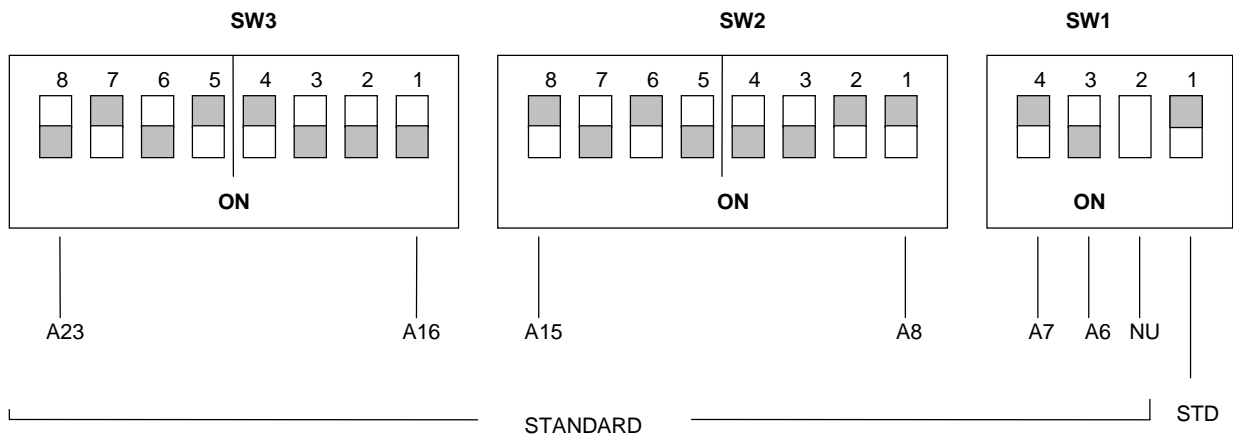 SW3 SW2 SW1
8 7 6 5 4 3 2 1 8 7 6 5 4 3 2 1 4 3 2 1
ON ON ON
A23 A16 A15 A8 A7 A6 NU
STANDARD STD